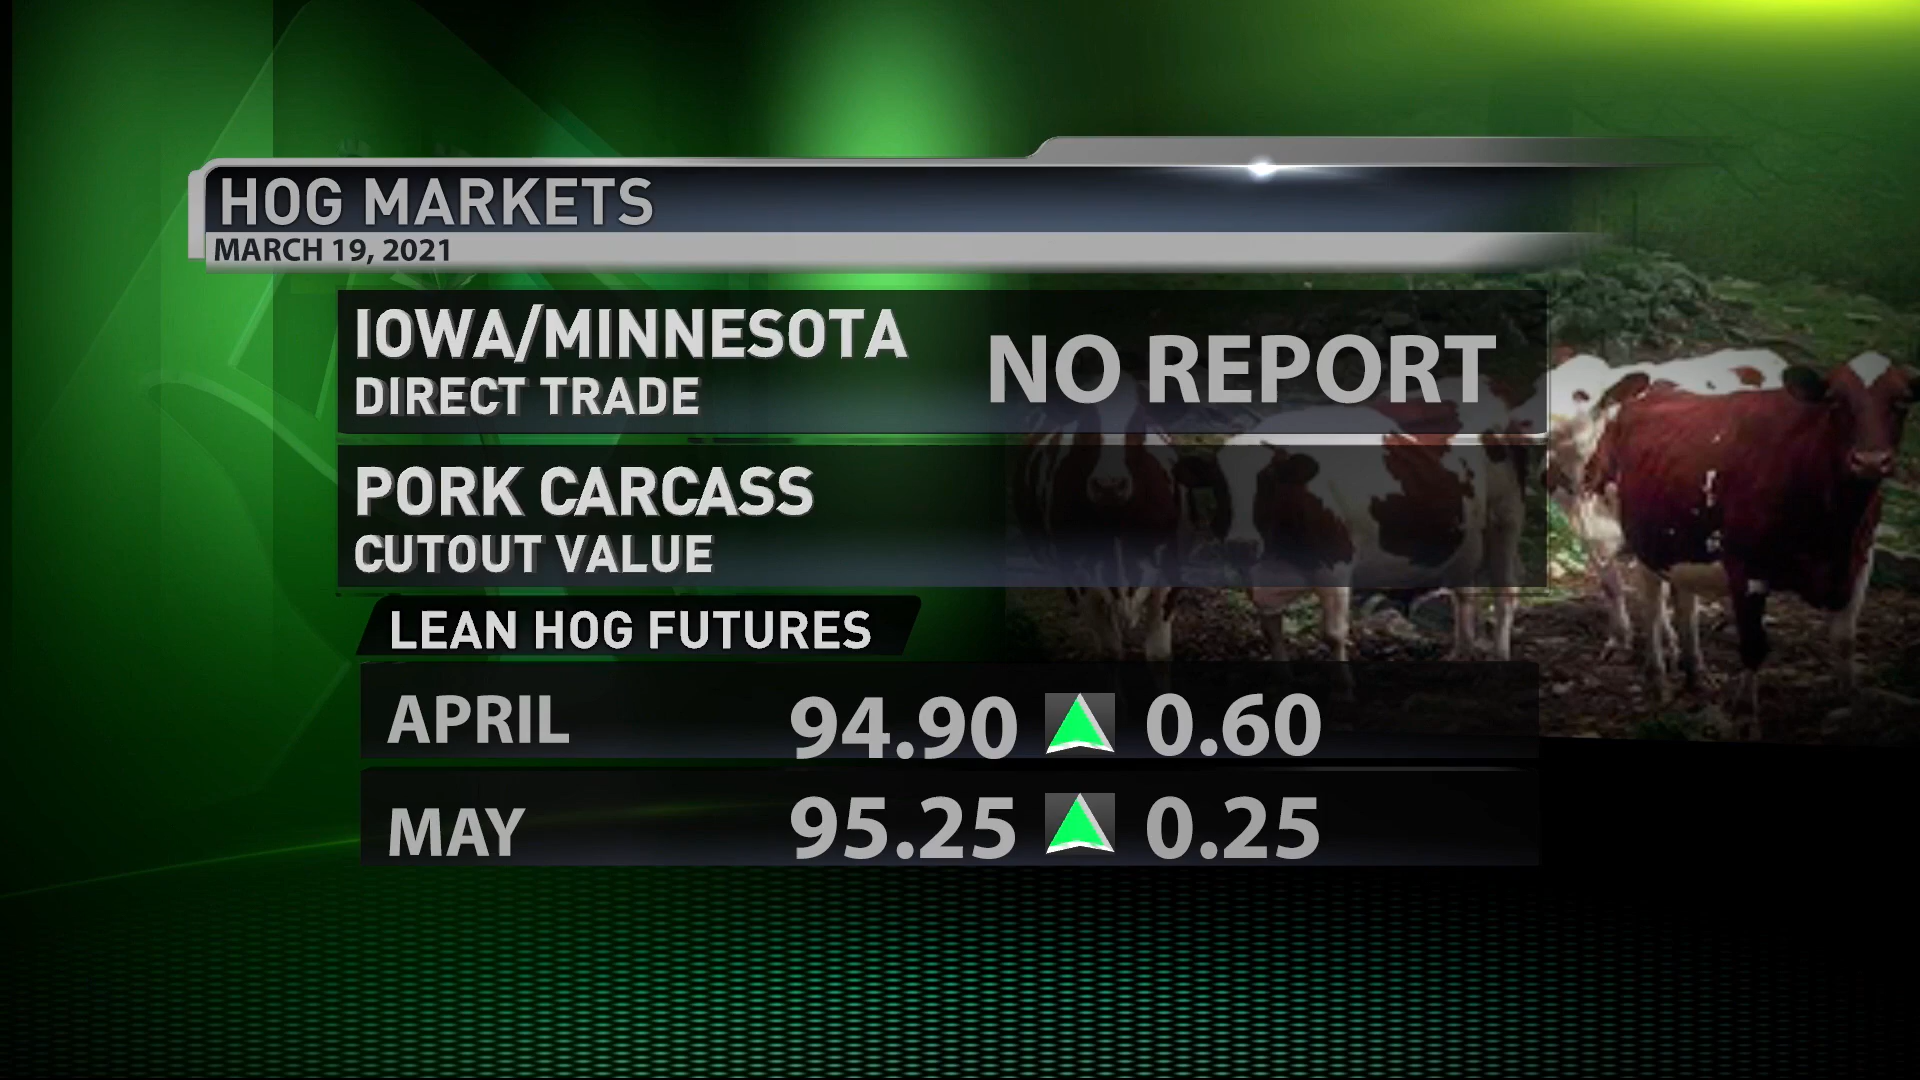 HOG MARKETS
MARCH 19, 2021
IOWA/MINNESOTA
DIRECT TRADE
NO REPORT
PORK CARCASS
CUTOUT VALUE
LEAN HOG FUTURES
APRIL 94.90 0.60
MAY 95.25 0.25